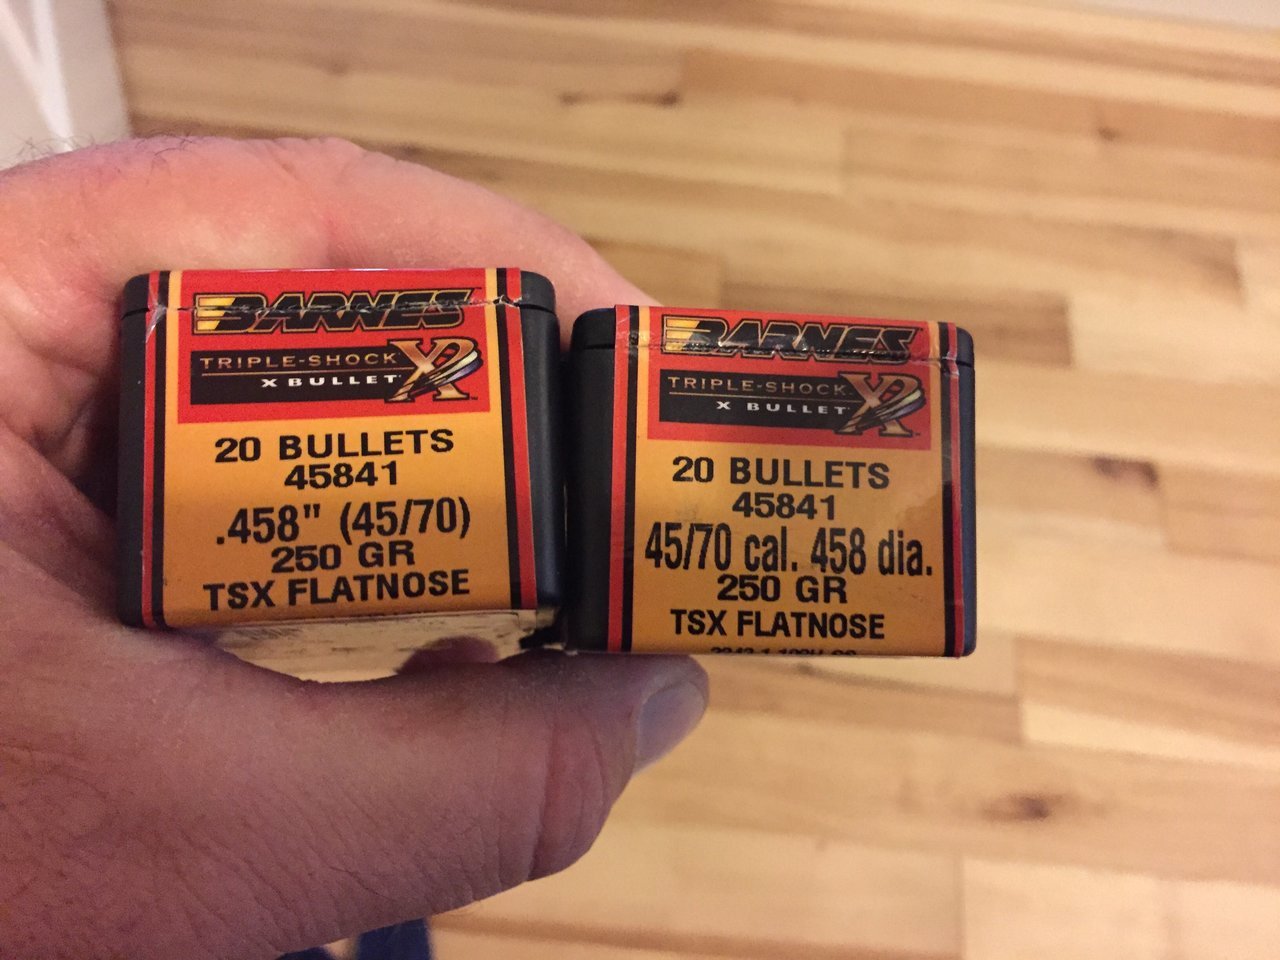 BARNES
TRIPLE-SHOCK
X BULLET
20 BULLETS
45841
.458" (45/70)
250 GR
TSX FLATNOSE
BARNES
TRIPLE-SHOCK
X BULLET
20 BULLETS
45841
45/70 cal. 458 dia.
250 GR
TSX FLATNOSE